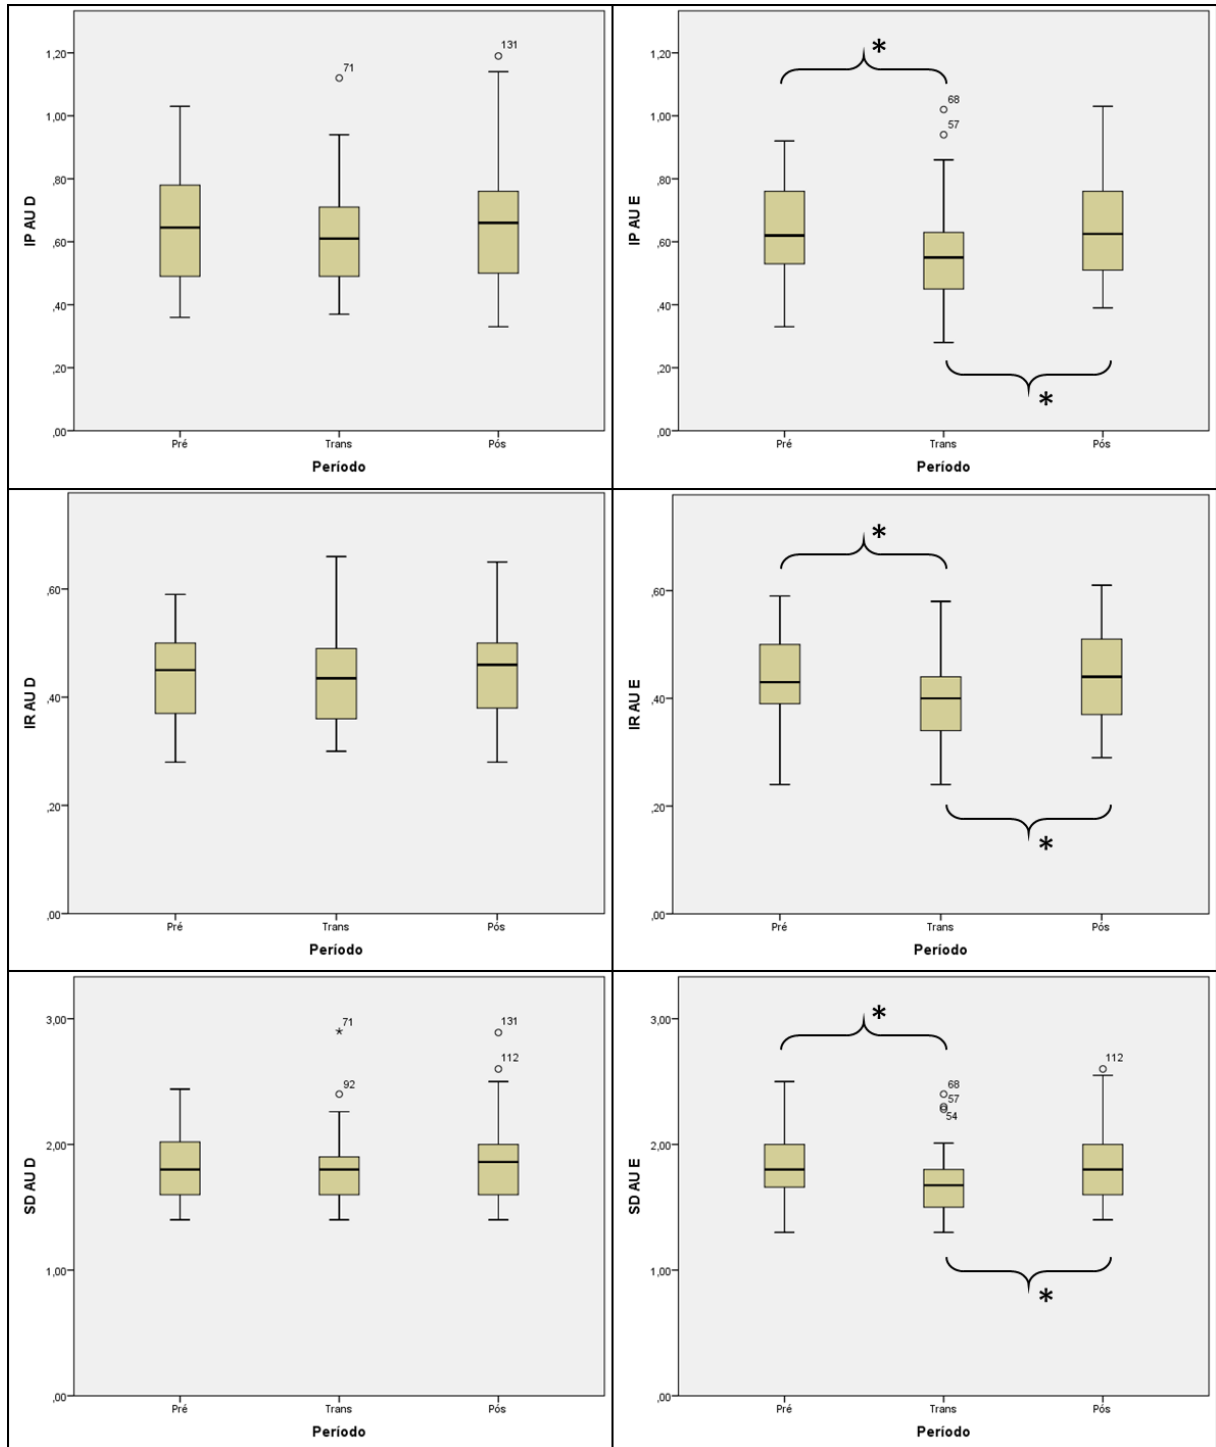 1,20
1,00
,80
,60
,40
,20
,00
IP AU D
71
131
Pré Trans Pós
Período
1,20
1,00
,80
,60
,40
,20
,00
IP AU E
*
68
57
*
Pré Trans Pós
Período
,60
,40
,20
,00
IR AU D
Pré Trans Pós
Período
,60
,40
,20
,00
IR AU E
*
*
Pré Trans Pós
Período
3,00
2,00
1,00
,00
SD AU D
71
92
131
112
Pré Trans Pós
Período
3,00
2,00
1,00
,00
SD AU E
*
68
57
54
112
*
Pré Trans Pós
Período